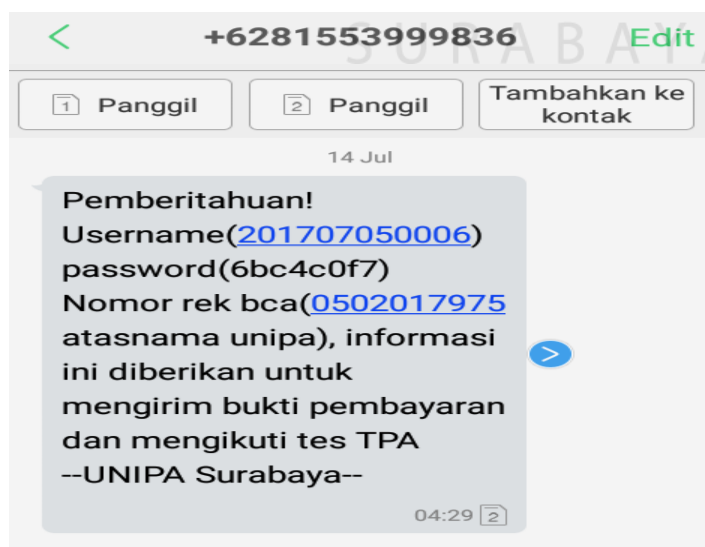 SURABAYA
+6281553999836
Edit
1 Panggil
2 Panggil
Tambahkan ke
kontak
14 Jul
Pemberitahuan!
Username(201707050006)
password(6bc4c0f7)
Nomor rek bca(0502017975
atasnama unipa), informasi
ini diberikan untuk
mengirim bukti pembayaran
dan mengikuti tes TPA
--UNIPA Surabaya--
04:29 2